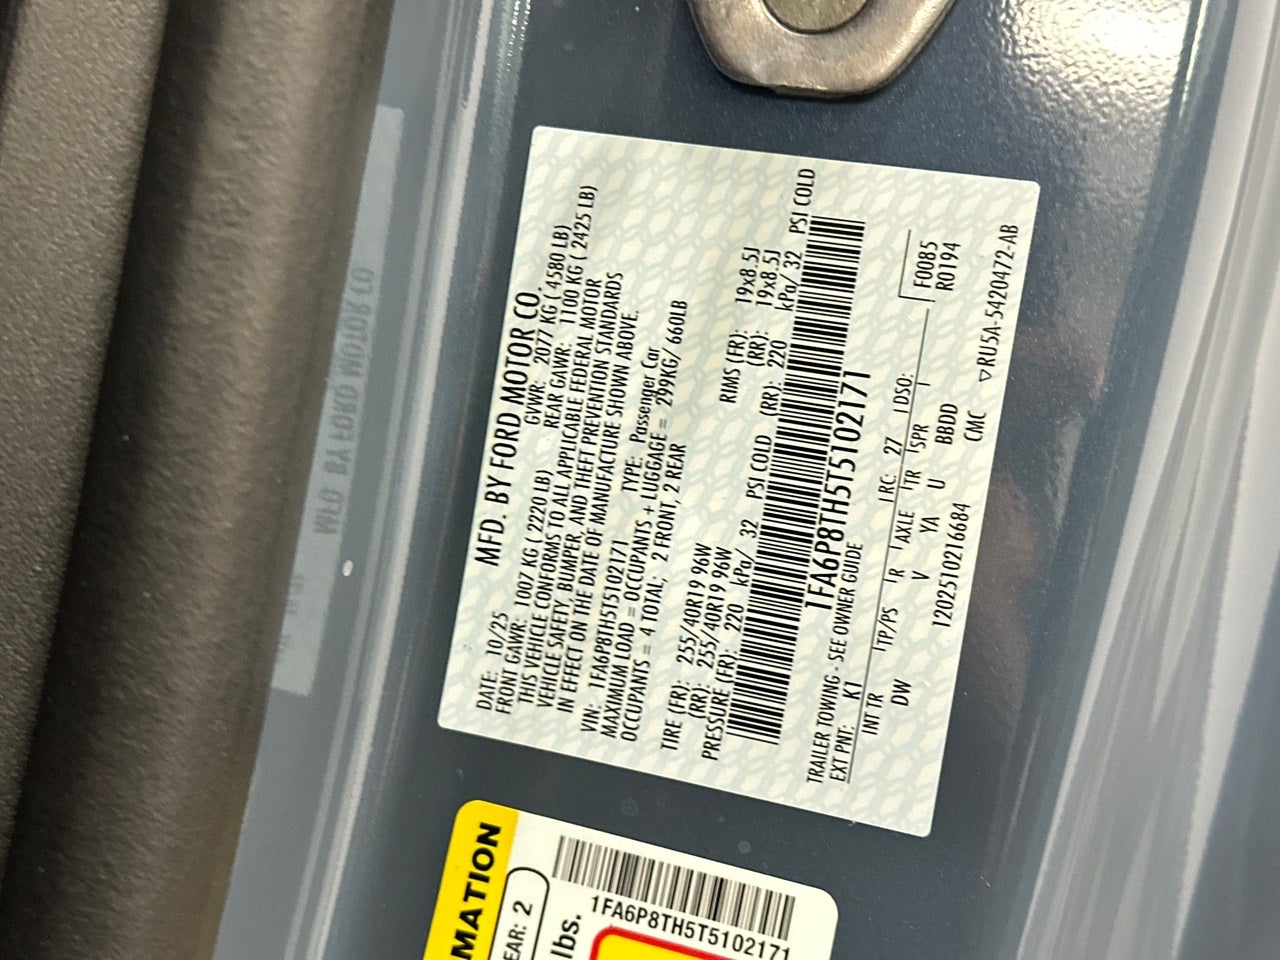 MFD. BY FORD MOTOR CO.
DATE: 10/25 GVWR: 2077 KG ( 4580 LB)
FRONT GAWR: 1007 KG ( 2220 LB) REAR GAWR: 1100 KG ( 2425 LB)
THIS VEHICLE CONFORMS TO ALL APPLICABLE FEDERAL MOTOR
VEHICLE SAFETY, BUMPER, AND THEFT PREVENTION STANDARDS
IN EFFECT ON THE DATE OF MANUFACTURE SHOWN ABOVE.
VIN: 1FA6P8TH5T5102171 TYPE: Passenger Car
MAXIMUM LOAD = OCCUPANTS + LUGGAGE = 299KG/ 660LB
OCCUPANTS = 4 TOTAL; 2 FRONT, 2 REAR
TIRE (FR): 255/40R19 96W RIMS (FR): 19x8.5J
(RR): 255/40R19 96W (RR): 19x8.5J
PRESSURE (FR): 220 kPa/ 32 PSI COLD (RR): 220 kPa/ 32 PSI COLD
1FA6P8TH5T5102171
TRAILER TOWING - SEE OWNER GUIDE
EXT PNT: K1 RC: 27 DSO: F0085
INT TR TP/PS R AXLE TR SPR R0194
DW V YA U BBDD
1202510216684 CMC ▽RU5A-5420472-AB
MATION
EAR: 2
lbs.
1FA6P8TH5T5102171